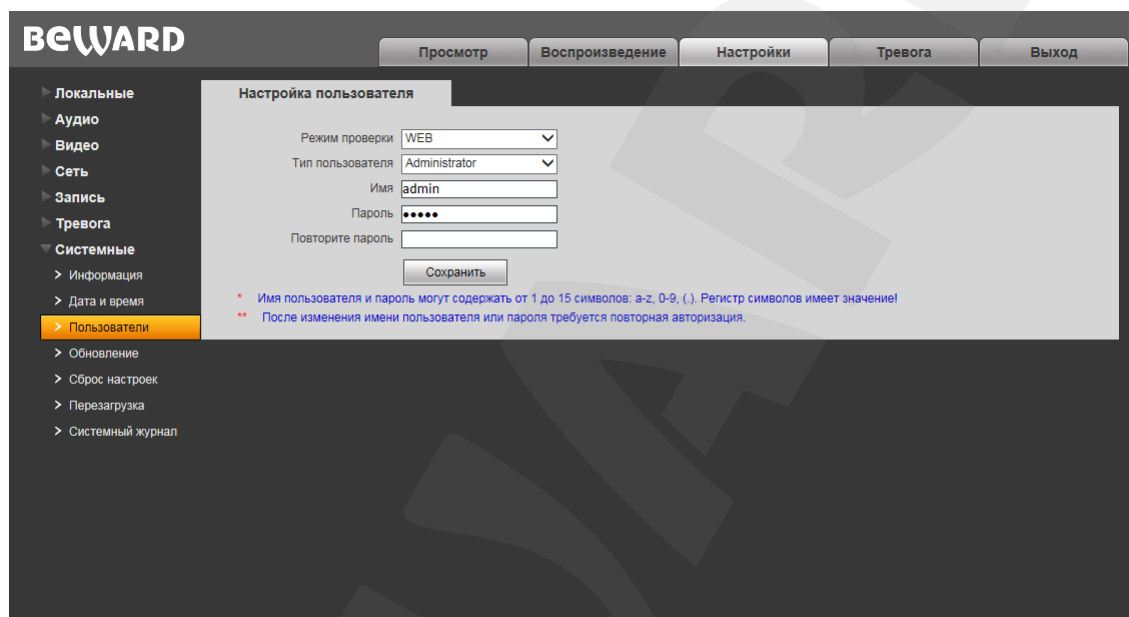 BEWARD
Просмотр Воспроизведение Настройки Тревога Выход
Локальные
Аудио
Видео
Сеть
Запись
Тревога
Системные
Информация
Дата и время
Пользователи
Обновление
Сброс настроек
Перезагрузка
Системный журнал
Настройка пользователя
Режим проверки WEB
Тип пользователя Administrator
Имя admin
Пароль •••••
Повторите пароль
Сохранить
* Имя пользователя и пароль могут содержать от 1 до 15 символов: a-z, 0-9, (.). Регистр символов имеет значение!
** После изменения имени пользователя или пароля требуется повторная авторизация.